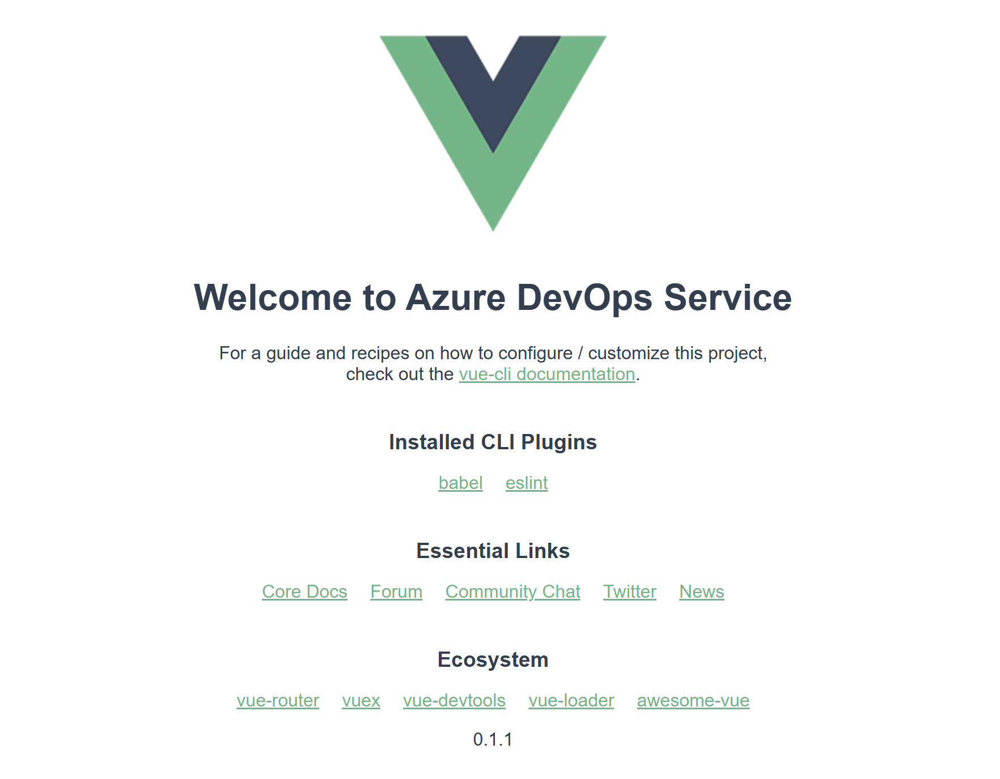 Welcome to Azure DevOps Service
For a guide and recipes on how to configure / customize this project,
check out the vue-cli documentation.
Installed CLI Plugins
babel eslint
Essential Links
Core Docs Forum Community Chat Twitter News
Ecosystem
vue-router vuex vue-devtools vue-loader awesome-vue
0.1.1